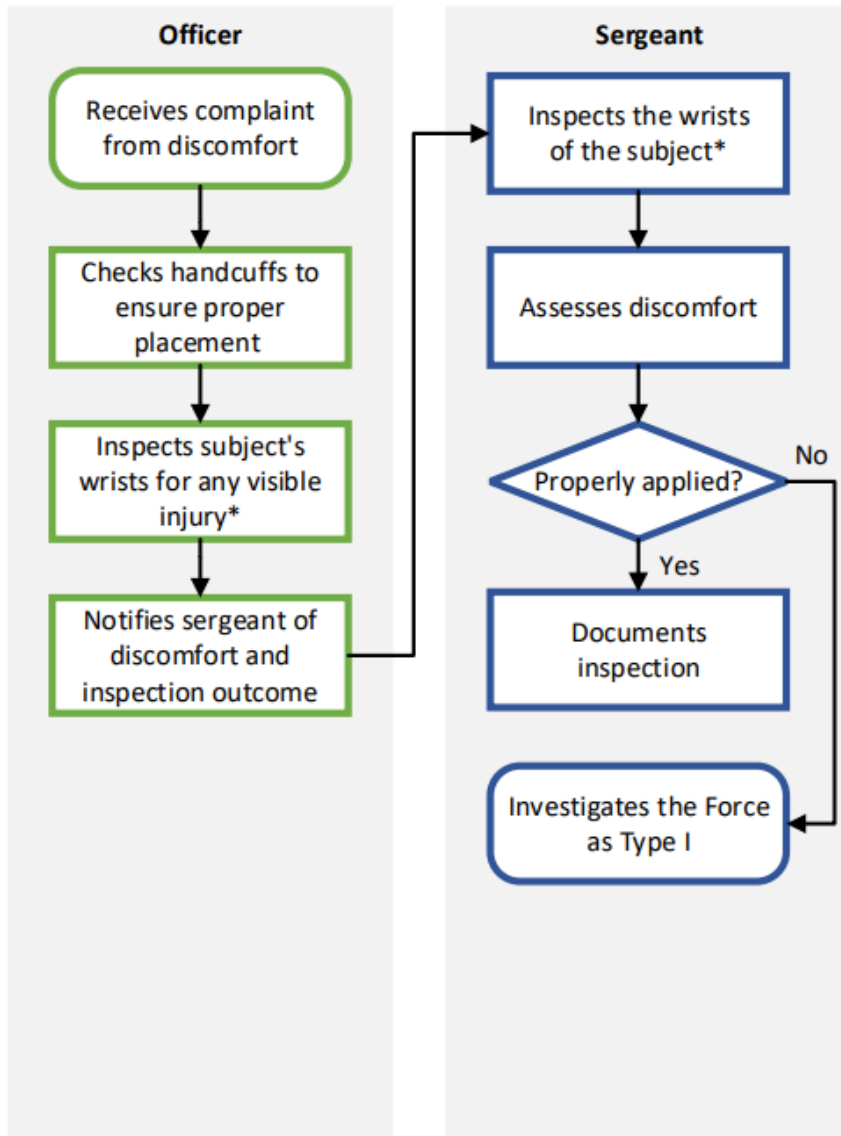 Officer
Receives complaint
from discomfort
Checks handcuffs to
ensure proper
placement
Inspects subject's
wrists for any visible
injury*
Notifies sergeant of
discomfort and
inspection outcome
Sergeant
Inspects the wrists
of the subject*
Assesses discomfort
Properly applied?
No
Yes
Documents
inspection
Investigates the Force
as Type I